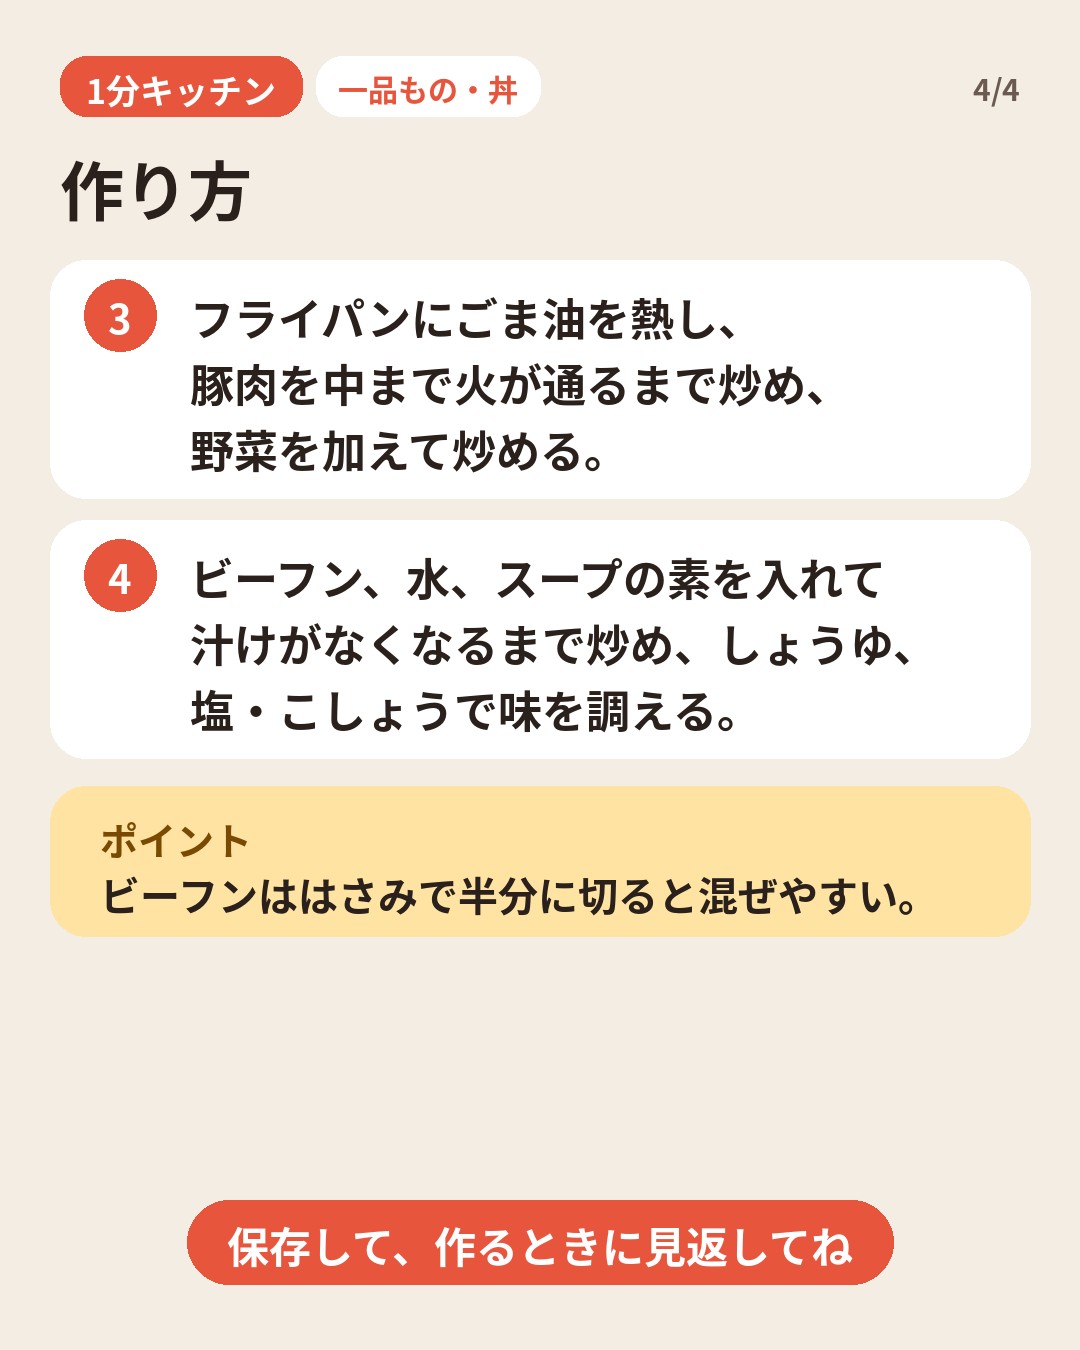 1分キッチン 一品もの・丼 4/4
作り方
3 フライパンにごま油を熱し、
豚肉を中まで火が通るまで炒め、
野菜を加えて炒める。
4 ビーフン、水、スープの素を入れて
汁けがなくなるまで炒め、しょうゆ、
塩・こしょうで味を調える。
ポイント
ビーフンははさみで半分に切ると混ぜやすい。
保存して、作るときに見返してね